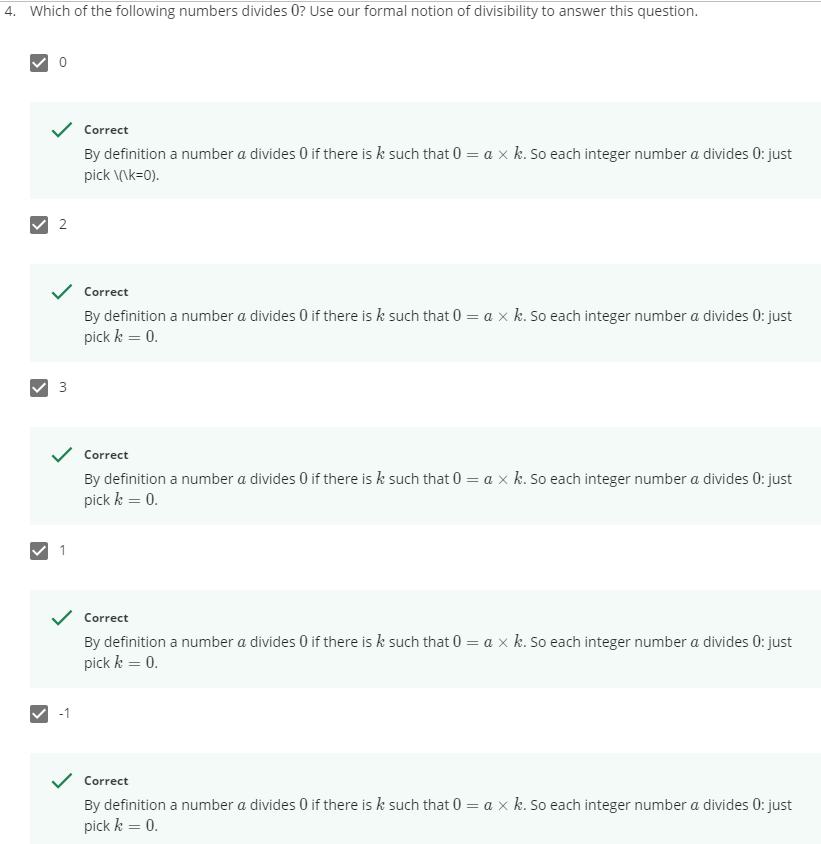 4. Which of the following numbers divides 0? Use our formal notion of divisibility to answer this question.
0
Correct
By definition a number a divides 0 if there is k such that 0 = a × k. So each integer number a divides 0: just
pick \(\k=0).
2
Correct
By definition a number a divides 0 if there is k such that 0 = a × k. So each integer number a divides 0: just
pick k = 0.
3
Correct
By definition a number a divides 0 if there is k such that 0 = a × k. So each integer number a divides 0: just
pick k = 0.
1
Correct
By definition a number a divides 0 if there is k such that 0 = a × k. So each integer number a divides 0: just
pick k = 0.
-1
Correct
By definition a number a divides 0 if there is k such that 0 = a × k. So each integer number a divides 0: just
pick k = 0.